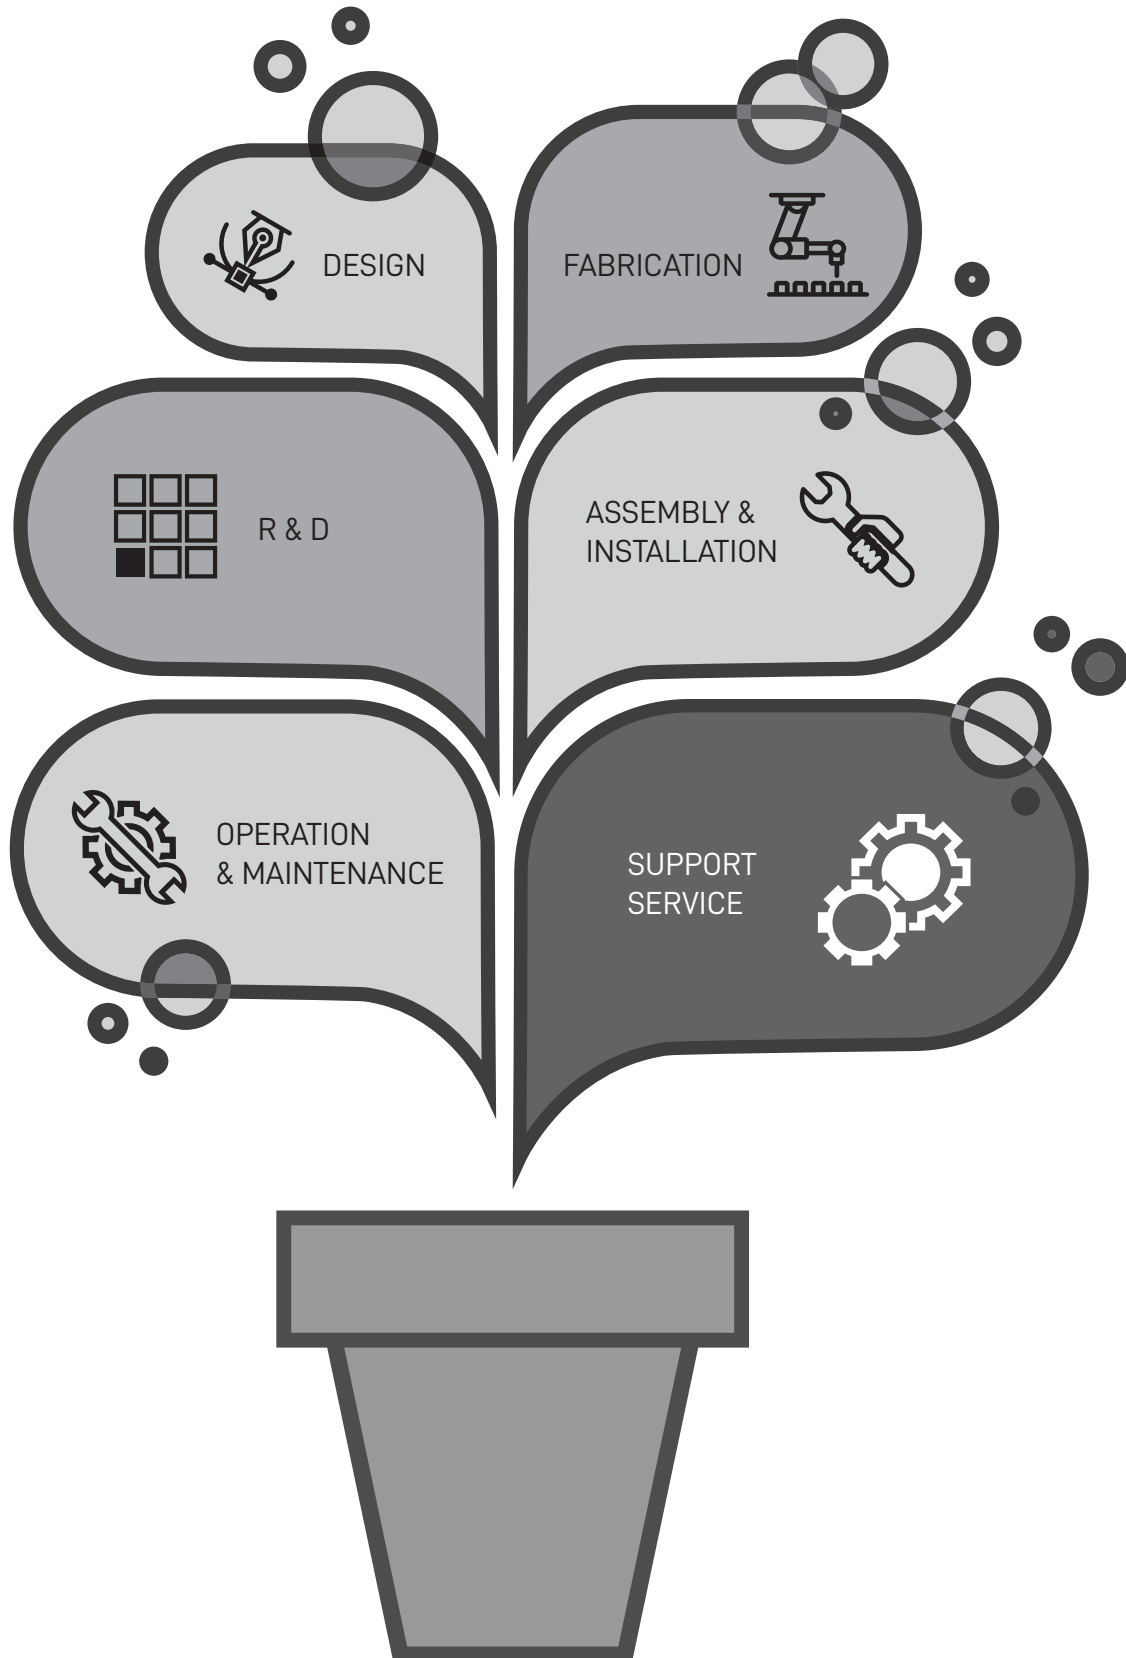 DESIGN
FABRICATION
R & D
ASSEMBLY &
INSTALLATION
OPERATION
& MAINTENANCE
SUPPORT
SERVICE